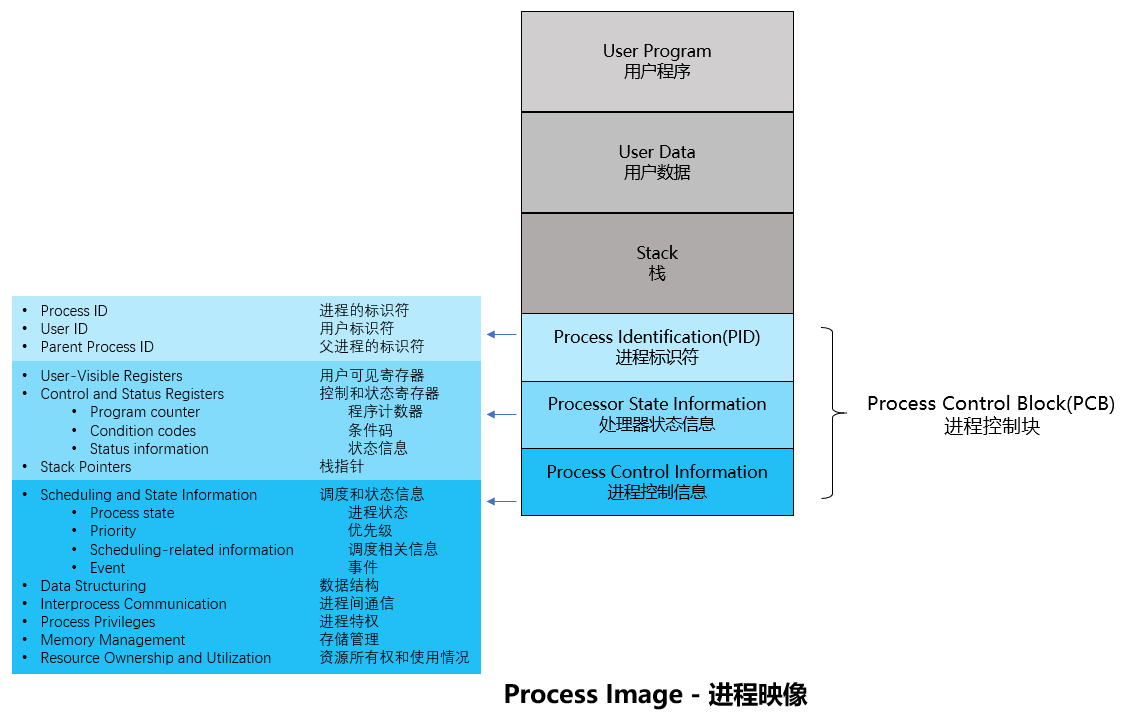 User Program
用户程序
User Data
用户数据
Stack
栈
Process Identification(PID)
进程标识符
Processor State Information
处理器状态信息
Process Control Information
进程控制信息
Process Control Block(PCB)
进程控制块
• Process ID 进程的标识符
• User ID 用户标识符
• Parent Process ID 父进程的标识符
• User-Visible Registers 用户可见寄存器
• Control and Status Registers 控制和状态寄存器
• Program counter 程序计数器
• Condition codes 条件码
• Status information 状态信息
• Stack Pointers 栈指针
• Scheduling and State Information 调度和状态信息
• Process state 进程状态
• Priority 优先级
• Scheduling-related information 调度相关信息
• Event 事件
• Data Structuring 数据结构
• Interprocess Communication 进程间通信
• Process Privileges 进程特权
• Memory Management 存储管理
• Resource Ownership and Utilization 资源所有权和使用情况
Process Image - 进程映像